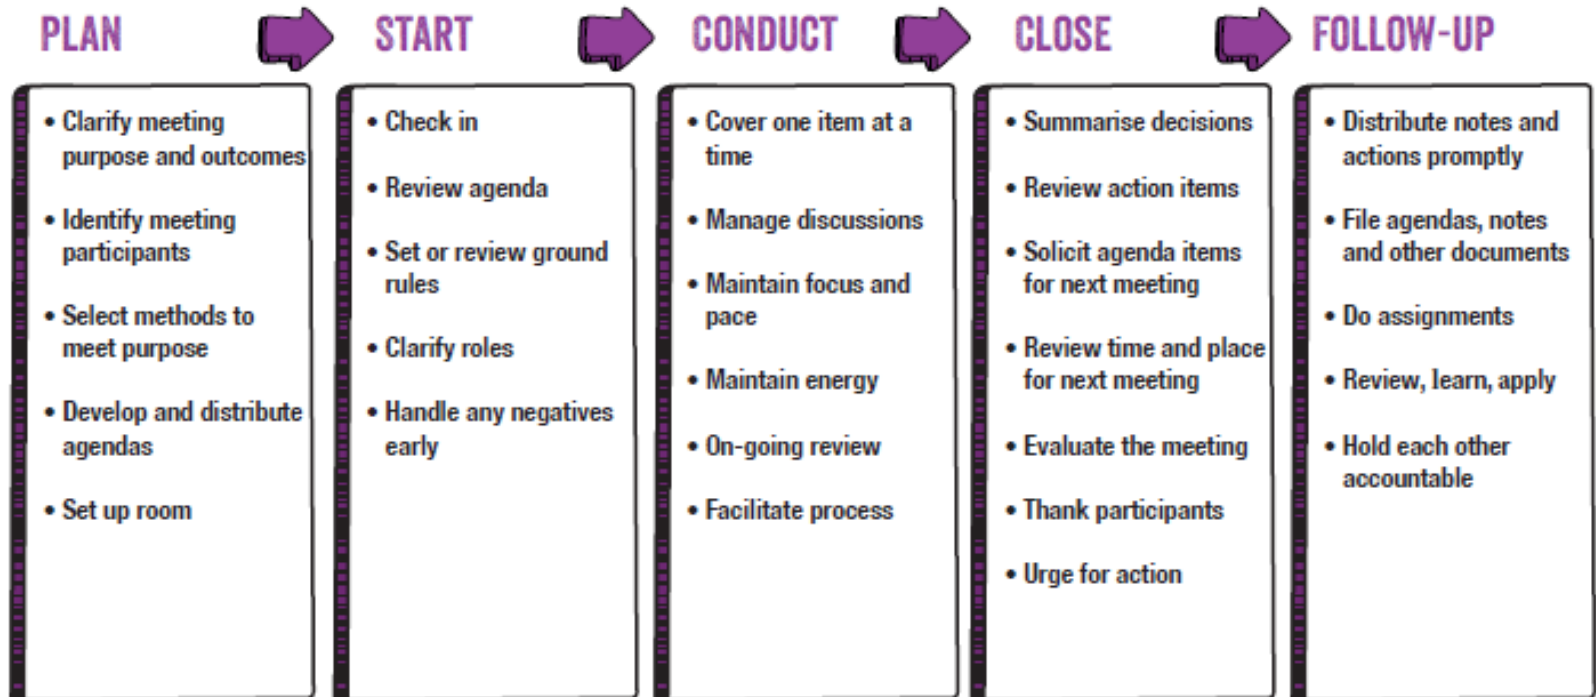 PLAN
START
CONDUCT
CLOSE
FOLLOW-UP
• Clarify meeting
purpose and outcomes
• Identify meeting
participants
• Select methods to
meet purpose
• Develop and distribute
agendas
• Set up room
• Check in
• Review agenda
• Set or review ground
rules
• Clarify roles
• Handle any negatives
early
• Cover one item at a
time
• Manage discussions
• Maintain focus and
pace
• Maintain energy
• On-going review
• Facilitate process
• Summarise decisions
• Review action items
• Solicit agenda items
for next meeting
• Review time and place
for next meeting
• Evaluate the meeting
• Thank participants
• Urge for action
• Distribute notes and
actions promptly
• File agendas, notes
and other documents
• Do assignments
• Review, learn, apply
• Hold each other
accountable